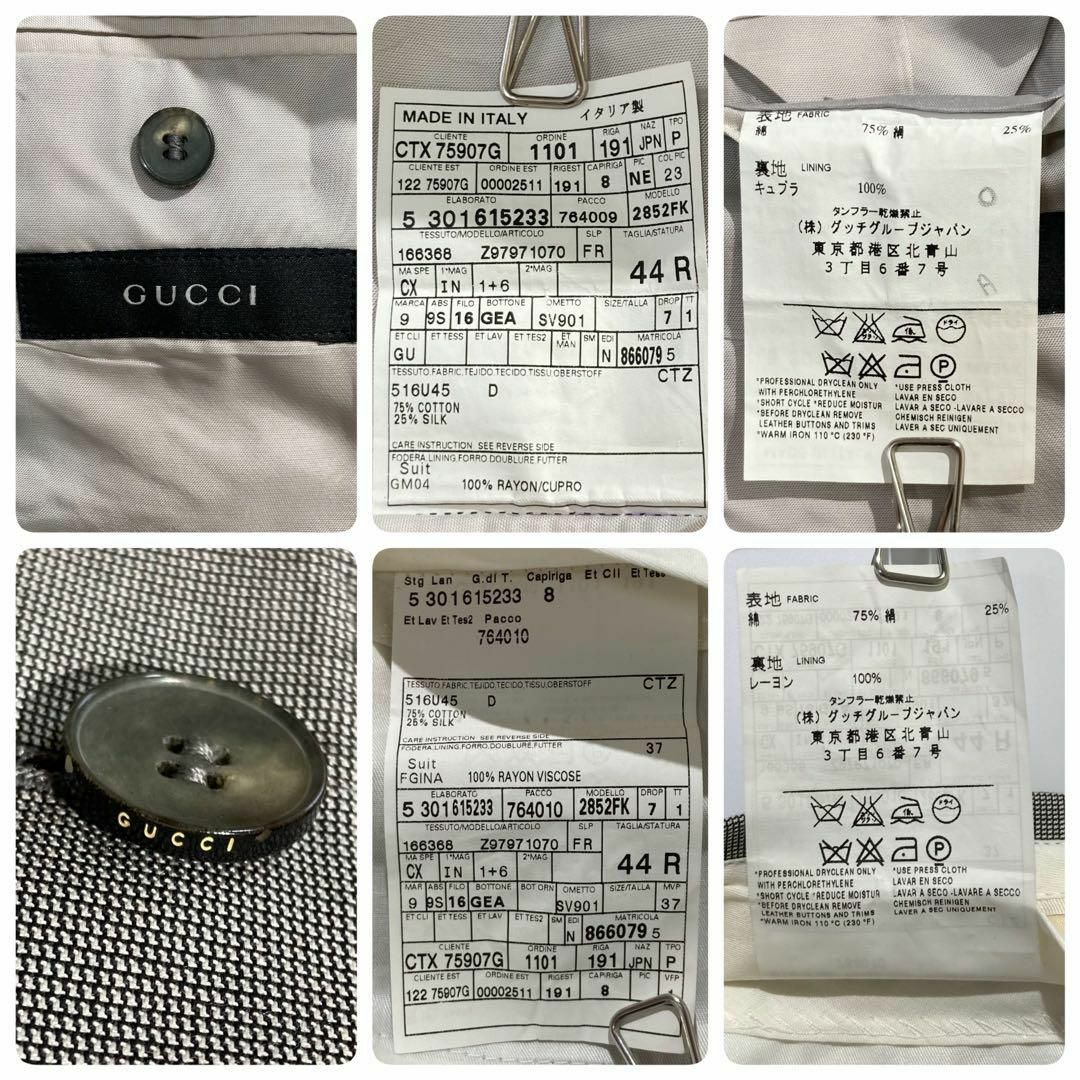 GUCCI
MADE IN ITALY イタリア製
CLIENTE ORDINE RIGA NAZ TPO
CTX 75907G 1101 191 JPN P
CLIENTE EST ORDINE EST RIGEST CAPIRIGA PIC COL PIC
122 75907G 00002511 191 8 NE 23
ELABORATO PACCO MODELLO
5 301615233 764009 2852FK
TESSUTO/MODELLO/ARTICOLO SLP TAGLIA/STATURA
166368 Z97971070 FR 44 R
MA SPE 1°MAG 2°MAG
CX IN 1+6
MARCA ABS FILO BOTTONE OMETTO SIZE/TALLA DROP TT
9 9S 16 GEA SV901 7 1
ET CLI ET TESS ET LAV ET TES2 ET MAN SM EDI MATRICOLA
GU N 866079 5
TESSUTO.FABRIC.TEJIDO.TECIDO.TISSU.OBERSTOFF CTZ
516U45 D
75% COTTON
25% SILK
CARE INSTRUCTION SEE REVERSE SIDE
FODERA.LINING.FORRO DOUBLURE.FUTTER
Suit
GM04 100% RAYON/CUPRO
表地 FABRIC
綿 75% 絹 25%
裏地 LINING
キュプラ 100%
タンブラー乾燥禁止
(株) グッチグループジャパン
東京都港区北青山
3丁目6番7号
*PROFESSIONAL DRYCLEAN ONLY
WITH PERCHLORETHYLENE
*SHORT CYCLE *REDUCE MOISTUR
*BEFORE DRYCLEAN REMOVE
LEATHER BUTTONS AND TRIMS
*WARM IRON 110 °C (230 °F)
*USE PRESS CLOTH
LAVAR EN SECO
LAVAR A SECO -LAVARE A SECCO
CHEMISCH REINIGEN
LAVER A SEC UNIQUEMENT
GUCCI
Stg Lan G.di T. Capiriga Et Cli Et Tess
5 301615233 8
Et Lav Et Tes2 Pacco
764010
TESSUTO.FABRIC.TEJIDO.TECIDO.TISSU.OBERSTOFF CTZ
516U45 D
75% COTTON
25% SILK
CARE INSTRUCTION SEE REVERSE SIDE
FODERA.LINING.FORRO.DOUBLURE.FUTTER 37
Suit
FGINA 100% RAYON VISCOSE
ELABORATO PACCO MODELLO DROP TT
5 301615233 764010 2852FK 7 1
TESSUTO/MODELLO/ARTICOLO SLP TAGLIA/STATURA
166368 Z97971070 FR 44 R
MA SPE 1°MAG 2°MAG
CX IN 1+6
MAR ABS FILO BOTTONE BOT ORN OMETTO SIZE/TALLA MVP
9 9S 16 GEA SV901 37
ET CLI ET TESS ET LAV ET TES2 SM EDI MATRICOLA
N 866079 5
CLIENTE ORDINE RIGA NAZ TPO
CTX 75907G 1101 191 JPN P
CLIENTE EST ORDINE EST RIGEST CAPIRIGA PIC VFP
122 75907G 00002511 191 8
表地 FABRIC
綿 75% 絹 25%
裏地 LINING
レーヨン 100%
タンブラー乾燥禁止
(株) グッチグループジャパン
東京都港区北青山
3丁目6番7号
*PROFESSIONAL DRYCLEAN ONLY
WITH PERCHLORETHYLENE
*SHORT CYCLE *REDUCE MOISTUR
*BEFORE DRYCLEAN REMOVE
LEATHER BUTTONS AND TRIMS
*WARM IRON 110 °C (230 °F)
*USE PRESS CLOTH
LAVAR EN SECO
LAVAR A SECO -LAVARE A SECCO
CHEMISCH REINIGEN
LAVER A SEC UNIQUEMENT